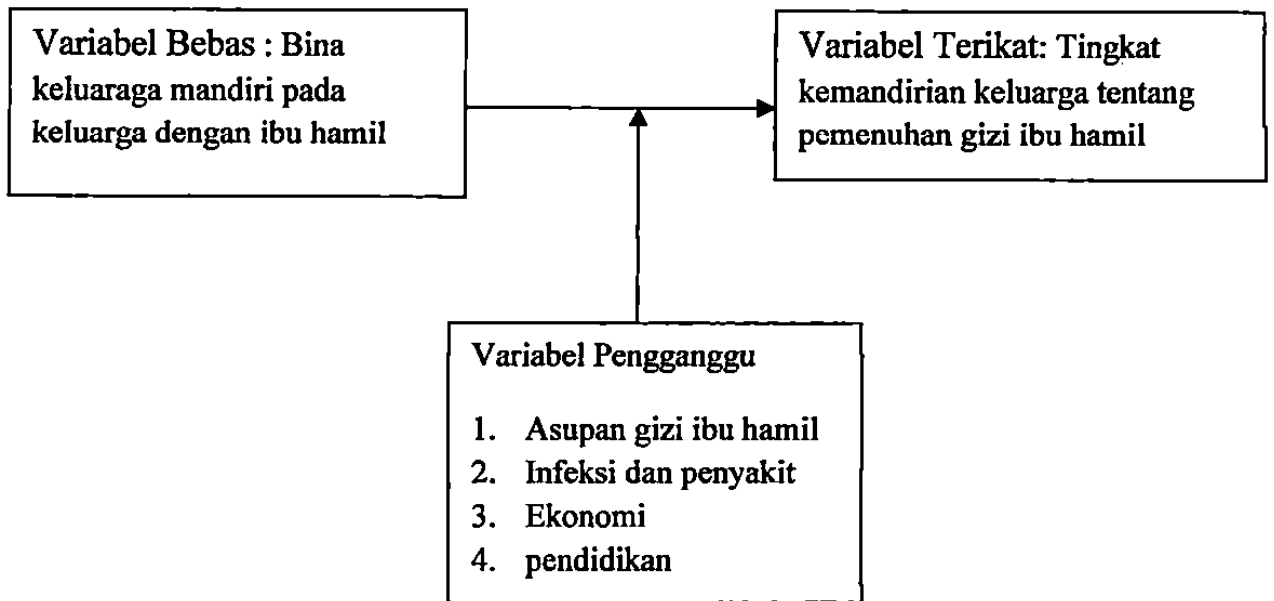 Variabel Bebas : Bina
keluaraga mandiri pada
keluarga dengan ibu hamil
Variabel Terikat: Tingkat
kemandirian keluarga tentang
pemenuhan gizi ibu hamil
Variabel Pengganggu
1. Asupan gizi ibu hamil
2. Infeksi dan penyakit
3. Ekonomi
4. pendidikan